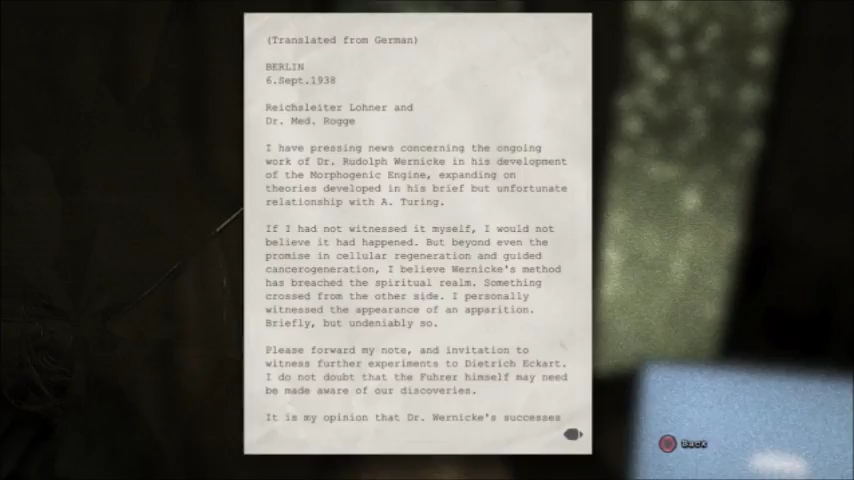 (Translated from German)
BERLIN
6.Sept.1938
Reichsleiter Lohner and
Dr. Med. Rogge
I have pressing news concerning the ongoing
work of Dr. Rudolph Wernicke in his development
of the Morphogenic Engine, expanding on
theories developed in his brief but unfortunate
relationship with A. Turing.
If I had not witnessed it myself, I would not
believe it had happened. But beyond even the
promise in cellular regeneration and guided
cancerogeneration, I believe Wernicke's method
has breached the spiritual realm. Something
crossed from the other side. I personally
witnessed the appearance of an apparition.
Briefly, but undeniably so.
Please forward my note, and invitation to
witness further experiments to Dietrich Eckart.
I do not doubt that the Fuhrer himself may need
be made aware of our discoveries.
It is my opinion that Dr. Wernicke's successes
Back